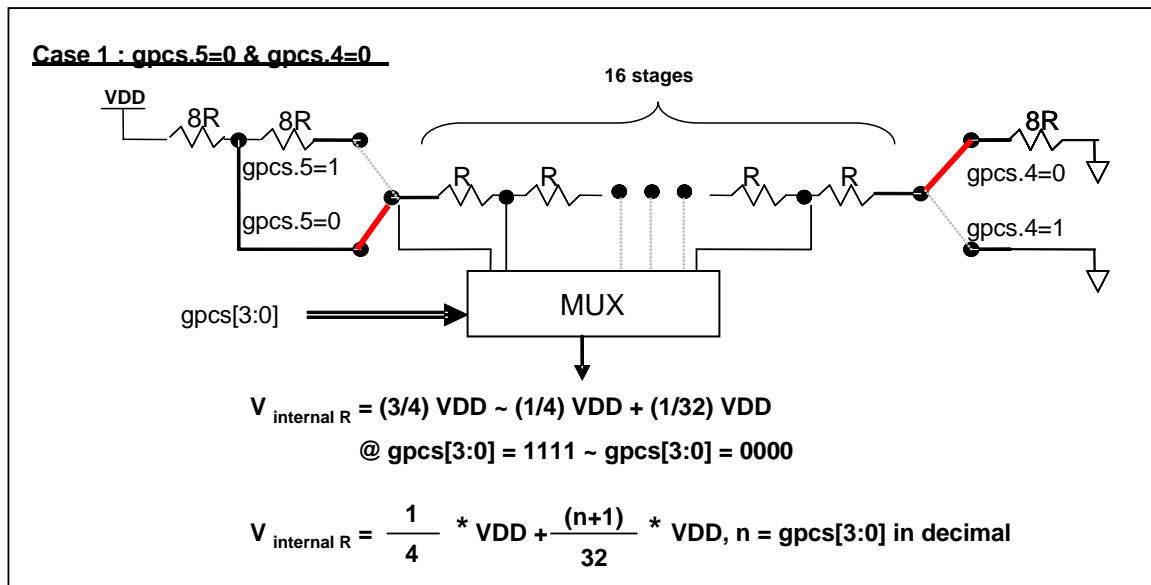 Case 1 : gpcs.5=0 & gpcs.4=0
16 stages
VDD
8R
8R
8R
gpcs.5=1
gpcs.4=0
R
R
R
R
gpcs.5=0
gpcs.4=1
MUX
gpcs[3:0]
V internal R = (3/4) VDD ~ (1/4) VDD + (1/32) VDD
@ gpcs[3:0] = 1111 ~ gpcs[3:0] = 0000
V internal R = 1/4 * VDD + (n+1)/32 * VDD, n = gpcs[3:0] in decimal